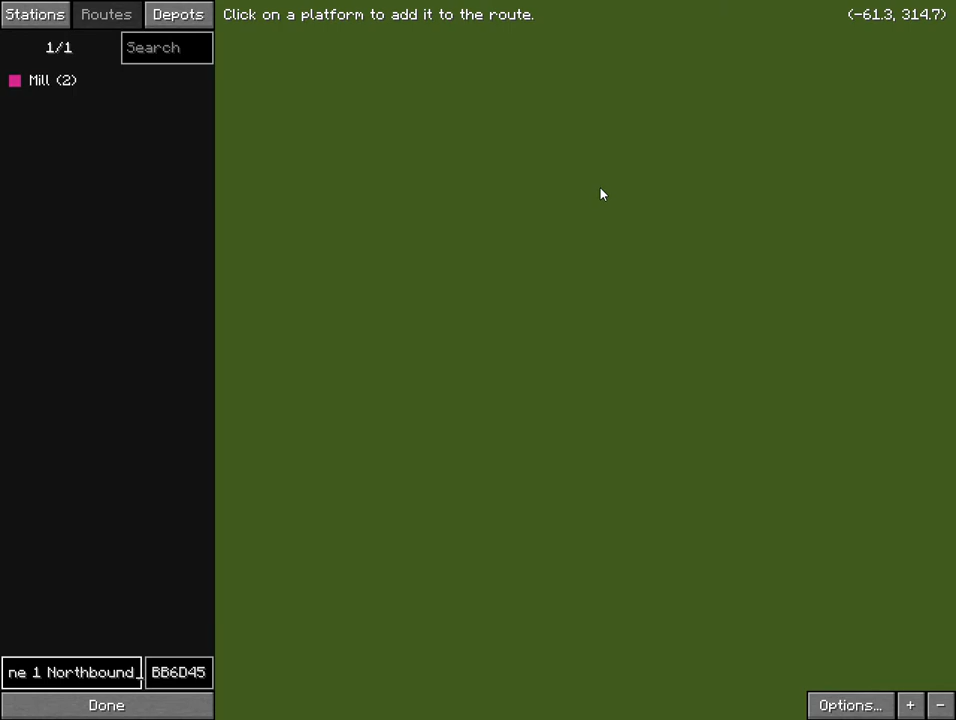 Stations Routes Depots Click on a platform to add it to the route. (-61.3, 314.7)
1/1 Search
Mill (2)
ne 1 Northbound_ BB6D45
Done Options... + -